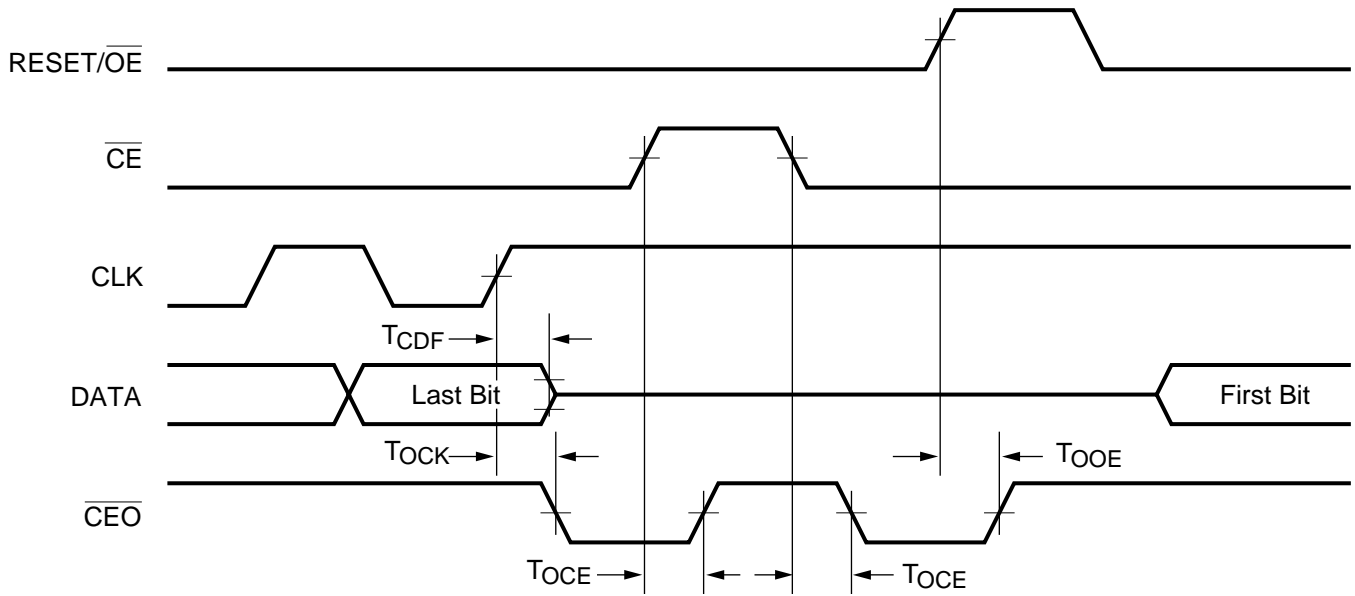 RESET/OE
CE
CLK
TCDF
DATA
Last Bit
First Bit
TOCK
TOOE
CEO
TOCE
TOCE